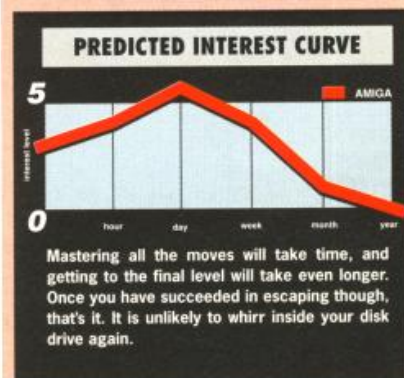 PREDICTED INTEREST CURVE
5
AMIGA
interest level
0
hour
day
week
month
year
Mastering all the moves will take time, and
getting to the final level will take even longer.
Once you have succeeded in escaping though,
that's it. It is unlikely to whirr inside your disk
drive again.